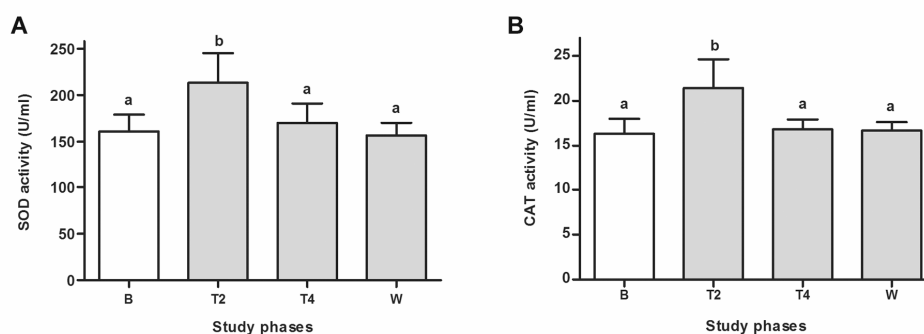 A
SOD activity (U/ml)
250
200
150
100
50
0
a
b
a
a
B
T2
T4
W
Study phases
B
CAT activity (U/ml)
25
20
15
10
5
0
a
b
a
a
B
T2
T4
W
Study phases